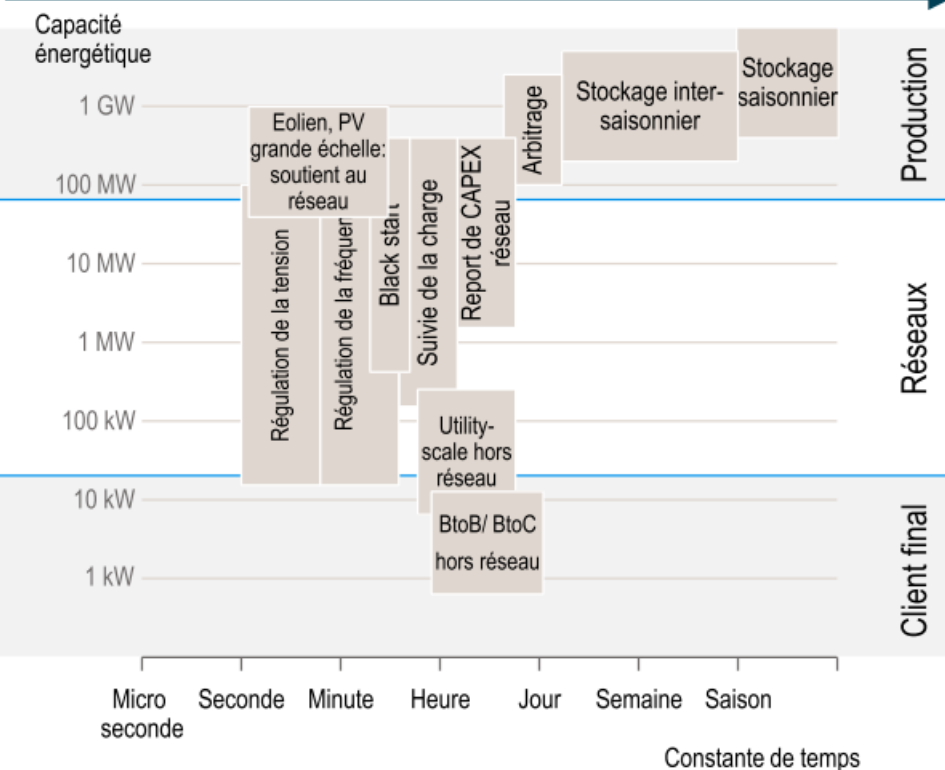 Capacité
énergétique
1 GW
100 MW
10 MW
1 MW
100 kW
10 kW
1 kW
Eolien, PV
grande échelle:
soutient au
réseau
Régulation de la tension
Régulation de la fréquen
Black start
Suivie de la charge
Report de CAPEX
réseau
Arbitrage
Stockage inter-
saisonnier
Stockage
saisonnier
Utility-
scale hors
réseau
BtoB/ BtoC
hors réseau
Production
Réseaux
Client final
Micro
seconde
Seconde
Minute
Heure
Jour
Semaine
Saison
Constante de temps